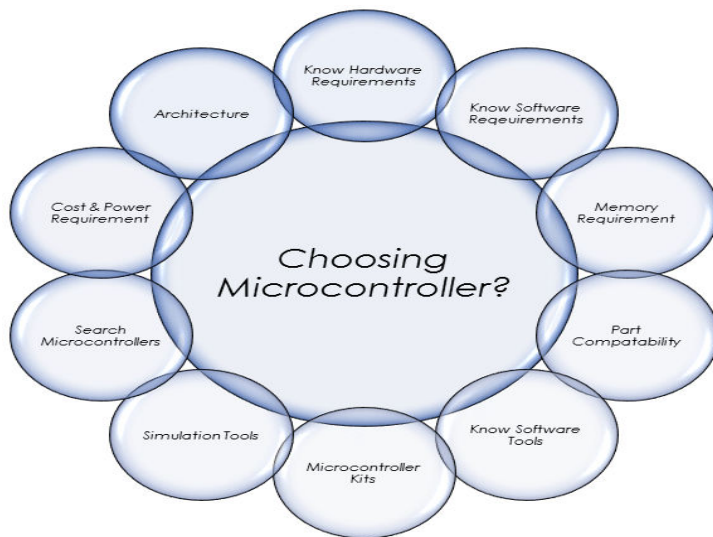 Choosing
Microcontroller?
Know Hardware
Requirements
Know Software
Reqeuirements
Memory
Requirement
Part
Compatability
Know Software
Tools
Microcontroller
Kits
Simulation Tools
Search
Microcontrollers
Cost & Power
Requirement
Architecture